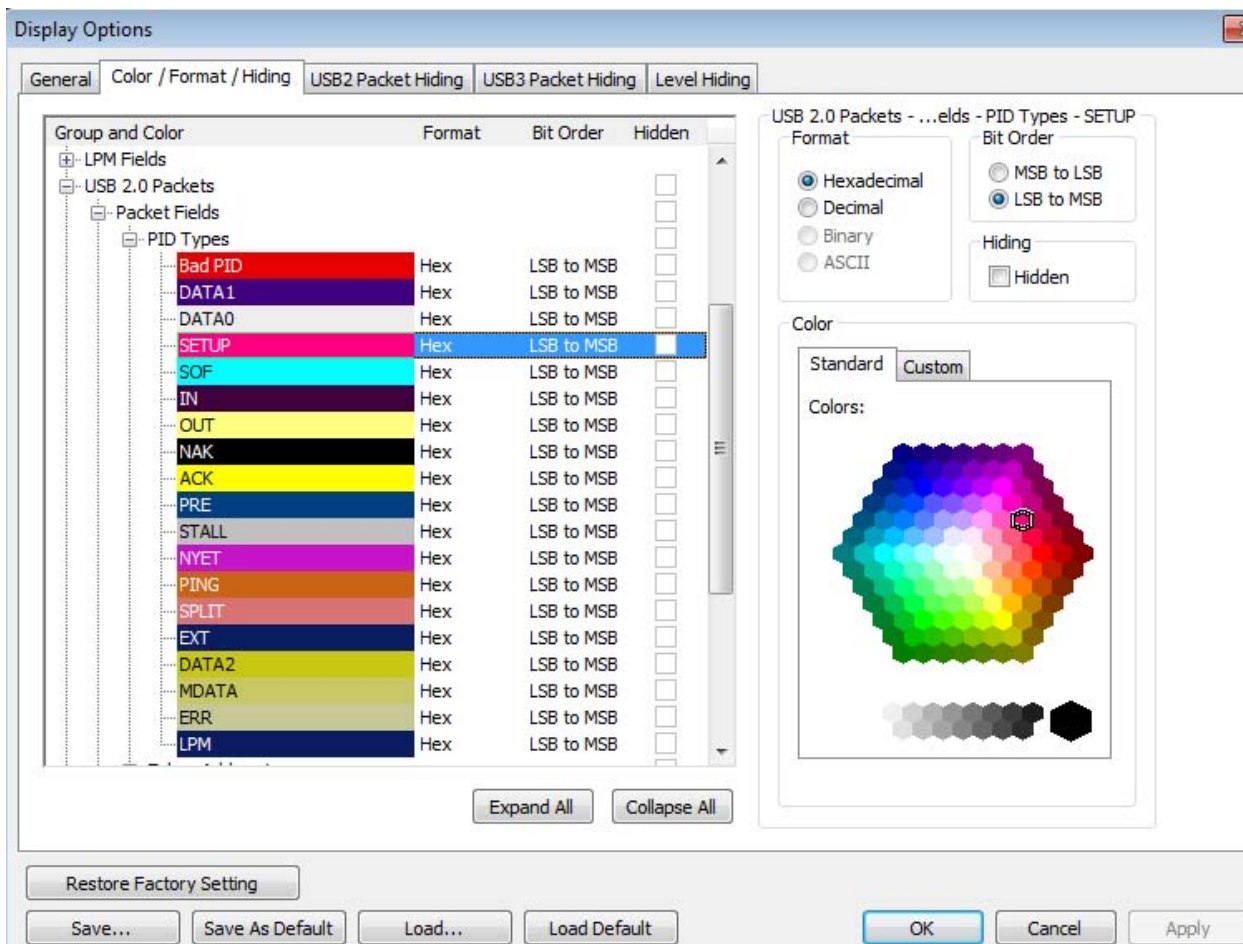 Display Options
General Color / Format / Hiding USB2 Packet Hiding USB3 Packet Hiding Level Hiding
Group and Color Format Bit Order Hidden
LPM Fields
USB 2.0 Packets
Packet Fields
PID Types
Bad PID Hex LSB to MSB
DATA1 Hex LSB to MSB
DATA0 Hex LSB to MSB
SETUP Hex LSB to MSB
SOF Hex LSB to MSB
IN Hex LSB to MSB
OUT Hex LSB to MSB
NAK Hex LSB to MSB
ACK Hex LSB to MSB
PRE Hex LSB to MSB
STALL Hex LSB to MSB
NYET Hex LSB to MSB
PING Hex LSB to MSB
SPLIT Hex LSB to MSB
EXT Hex LSB to MSB
DATA2 Hex LSB to MSB
MDATA Hex LSB to MSB
ERR Hex LSB to MSB
LPM Hex LSB to MSB
Expand All Collapse All
USB 2.0 Packets - ...elds - PID Types - SETUP
Format
Hexadecimal
Decimal
Binary
ASCII
Bit Order
MSB to LSB
LSB to MSB
Hiding
Hidden
Color
Standard Custom
Colors:
Restore Factory Setting
Save... Save As Default Load... Load Default OK Cancel Apply